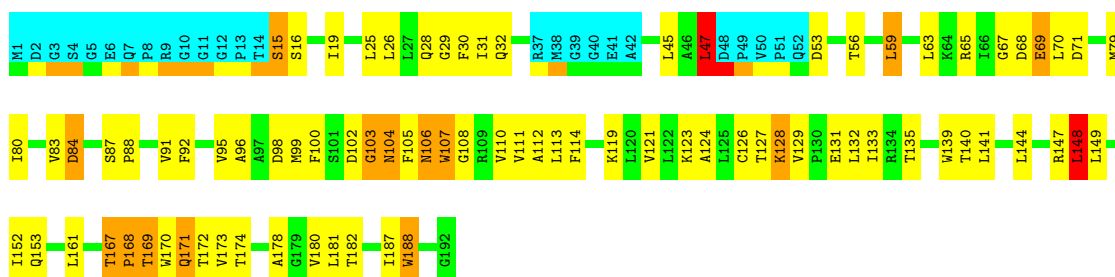 M1 D2 G3 S4 G5 E6 Q7 P8 R9 G10 G11 G12 P13 T14 S15 S16 I19 L25 L26 L27 Q28 G29 F30 I31 Q32 R37 M38 G39 G40 E41 A42 L45 A46 L47 D48 P49 V50 P51 Q52 D53 T56 L59 L63 K64 R65 I66 G67 D68 E69 L70 D71 M79
I80 V83 D84 S87 P88 V91 F92 V95 A96 A97 D98 M99 F100 S101 D102 G103 N104 F105 N106 W107 G108 R109 V110 V111 A112 L113 F114 K119 L120 V121 L122 K123 A124 L125 C126 T127 K128 V129 P130 E131 L132 I133 R134 T135 W139 T140 L141 L144 R147 L148 L149
I152 Q153 L161 T167 P168 T169 W170 Q171 T172 V173 T174 A178 G179 V180 L181 T182 I187 W188 G192